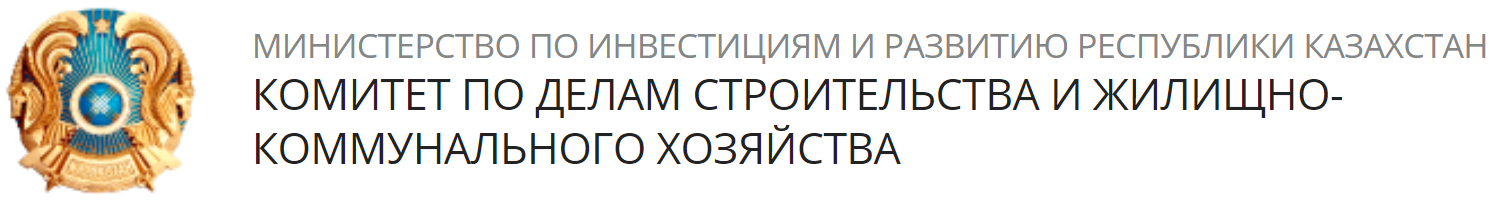 МИНИСТЕРСТВО ПО ИНВЕСТИЦИЯМ И РАЗВИТИЮ РЕСПУБЛИКИ КАЗАХСТАН
КОМИТЕТ ПО ДЕЛАМ СТРОИТЕЛЬСТВА И ЖИЛИЩНО-
КОММУНАЛЬНОГО ХОЗЯЙСТВА